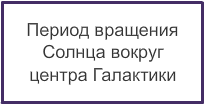 Период вращения
Солнца вокруг
центра Галактики